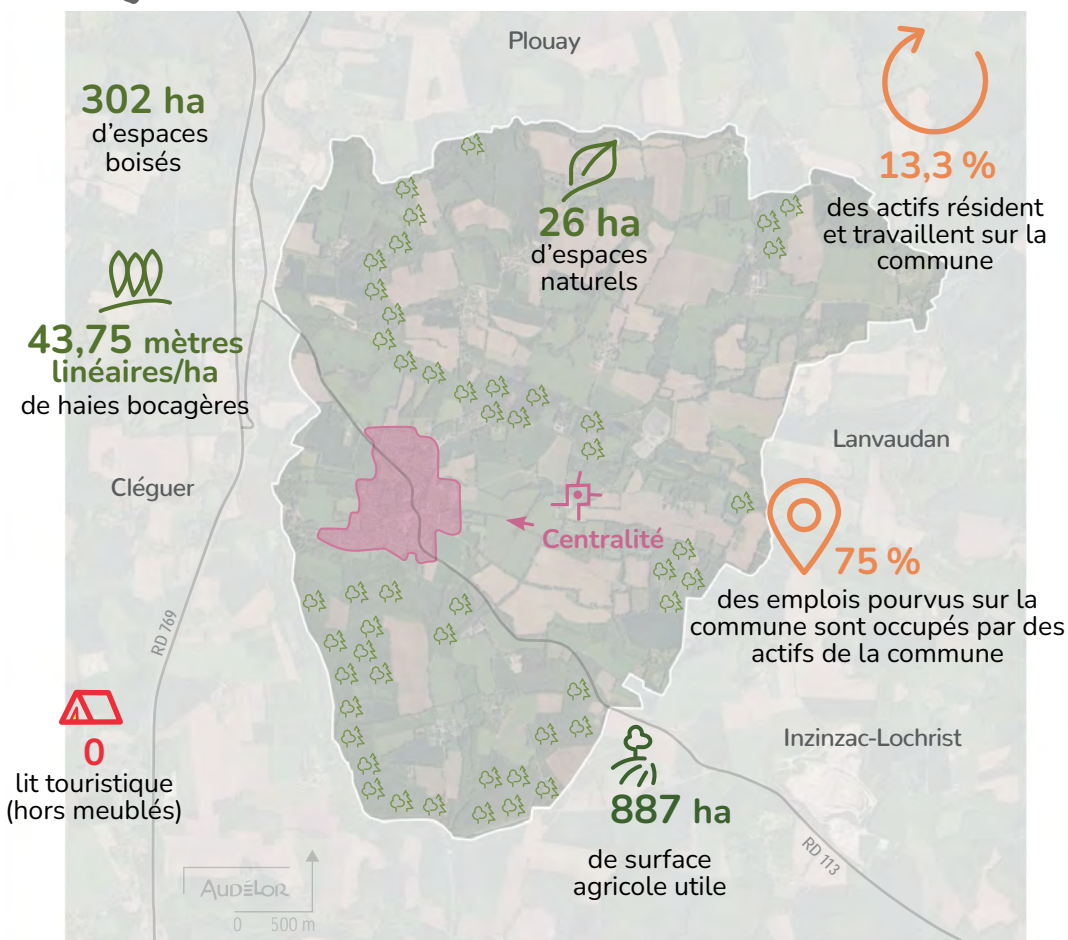 Plouay
302 ha
d'espaces
boisés
26 ha
d'espaces
naturels
13,3 %
des actifs résident
et travaillent sur la
commune
43,75 mètres
linéaires/ha
de haies bocagères
Lanvaudan
Cléguer
Centralité
75 %
des emplois pourvus sur la
commune sont occupés par des
actifs de la commune
RD 769
0
lit touristique
(hors meublés)
Inzinzac-Lochrist
887 ha
de surface
agricole utile
RD 113
AUDÉLOR
0 500 m